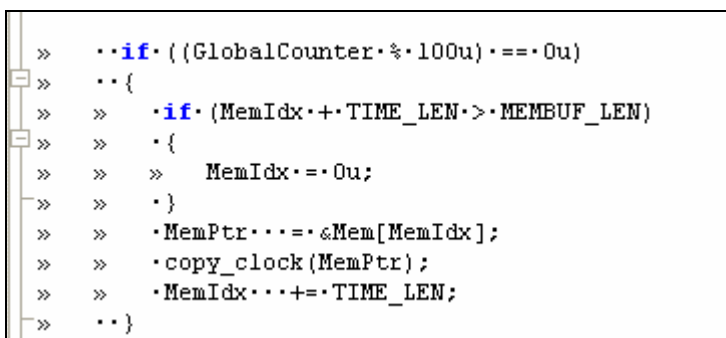 »   ··if·((GlobalCounter·%·100u)·==·0u)
»   ··{
»   »   ·if·(MemIdx·+·TIME_LEN·>·MEMBUF_LEN)
»   »   ·{
»   »   »   MemIdx·=·0u;
»   »   ·}
»   »   ·MemPtr···=·&Mem[MemIdx];
»   »   ·copy_clock(MemPtr);
»   »   ·MemIdx···+=·TIME_LEN;
»   ··}